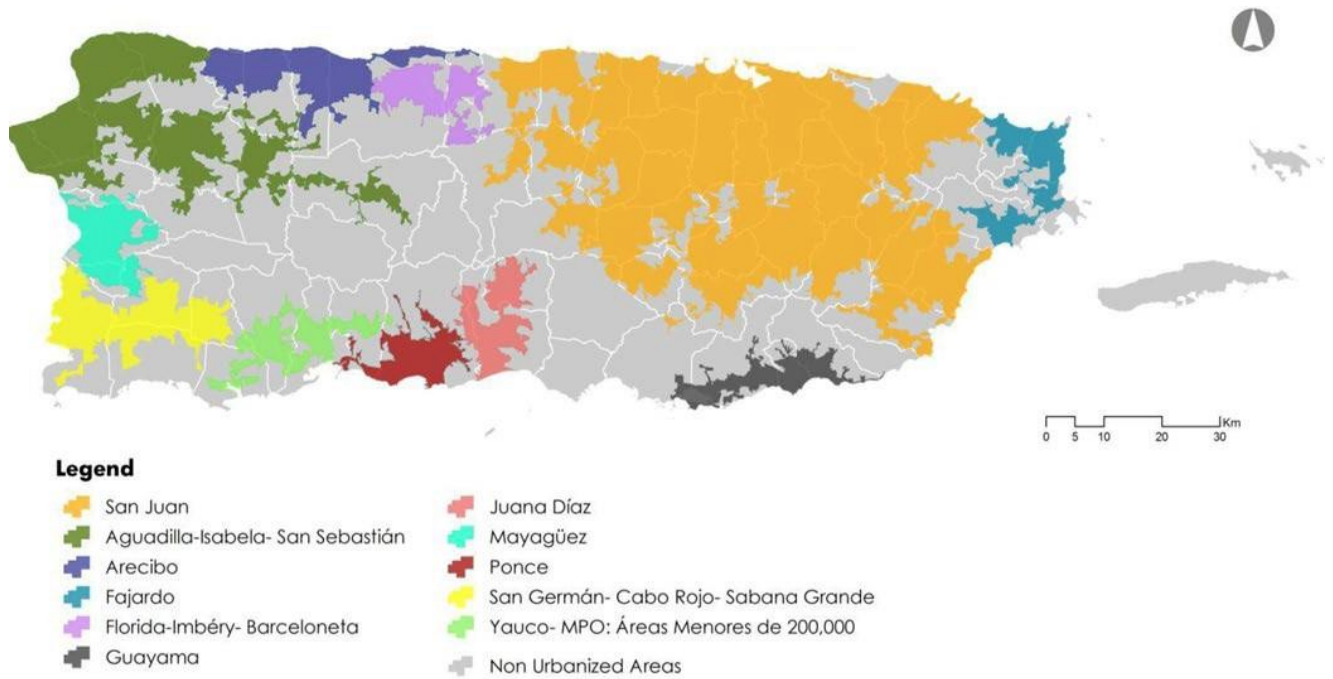 Km
0 5 10 20 30
Legend
San Juan
Aguadilla-Isabela- San Sebastián
Arecibo
Fajardo
Florida-Imbéry- Barceloneta
Guayama
Juana Díaz
Mayagüez
Ponce
San Germán- Cabo Rojo- Sabana Grande
Yauco- MPO: Áreas Menores de 200,000
Non Urbanized Areas